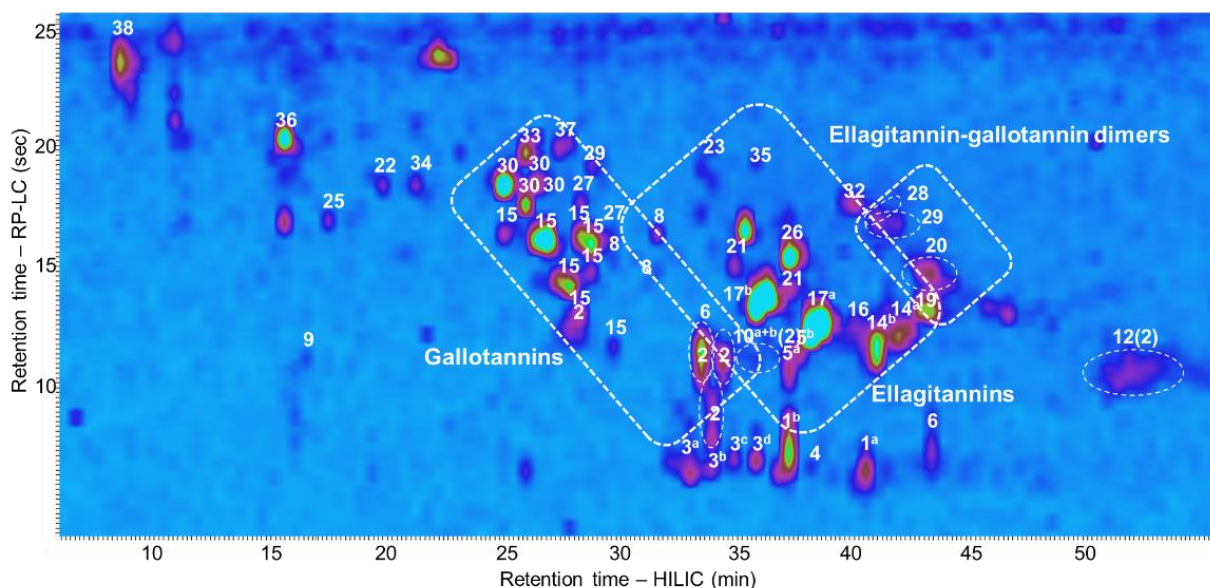 25
38
20
36
33
37
23
35
Ellagitannin-gallotannin dimers
22
34
30
30
29
25
30
30
27
32
28
15
15
15
15
27
8
8
29
21
26
20
15
15
8
21
17ᵇ
17ᵃ
16
14ᵃ
19
15
2
9
15
6
10ᵃ⁺ᵇ(2)
5ᵇ
14ᵇ
12(2)
Gallotannins
2
2
5ᵃ
Ellagitannins
2
1ᵇ
6
3ᵃ
3ᵇ
3ᶜ
3ᵈ
4
1ᵃ
15
10
Retention time – RP-LC (sec)
10 15 20 25 30 35 40 45 50
Retention time – HILIC (min)